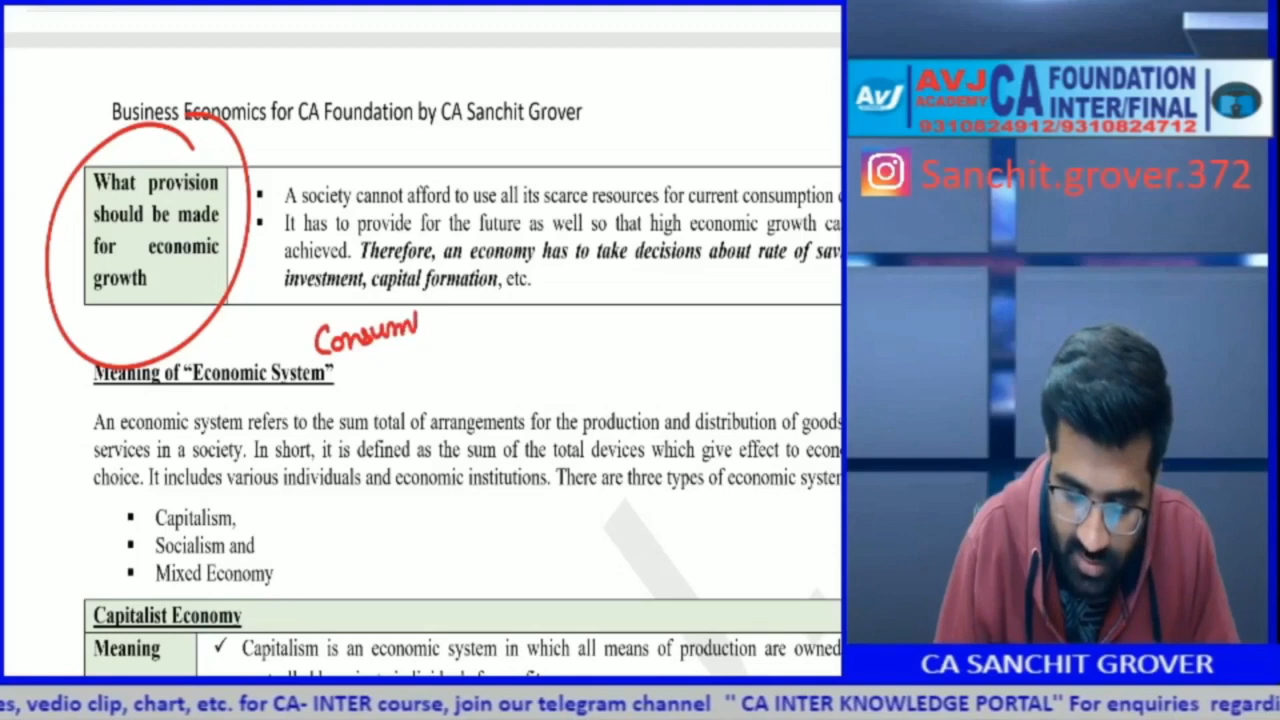 Business Economics for CA Foundation by CA Sanchit Grover
What provision
should be made
for economic
growth
▪ A society cannot afford to use all its scarce resources for current consumption
▪ It has to provide for the future as well so that high economic growth ca
achieved. Therefore, an economy has to take decisions about rate of sav
investment, capital formation, etc.
Consum
Meaning of “Economic System”
An economic system refers to the sum total of arrangements for the production and distribution of goods
services in a society. In short, it is defined as the sum of the total devices which give effect to econ
choice. It includes various individuals and economic institutions. There are three types of economic system
▪ Capitalism,
▪ Socialism and
▪ Mixed Economy
Capitalist Economy
Meaning
✓ Capitalism is an economic system in which all means of production are owned
AVJ
AVJ
ACADEMY
CA
FOUNDATION
INTER/FINAL
9310824912/9310824712
Sanchit.grover.372
CA SANCHIT GROVER
es, vedio clip, chart, etc. for CA- INTER course, join our telegram channel " CA INTER KNOWLEDGE PORTAL" For enquiries regardi